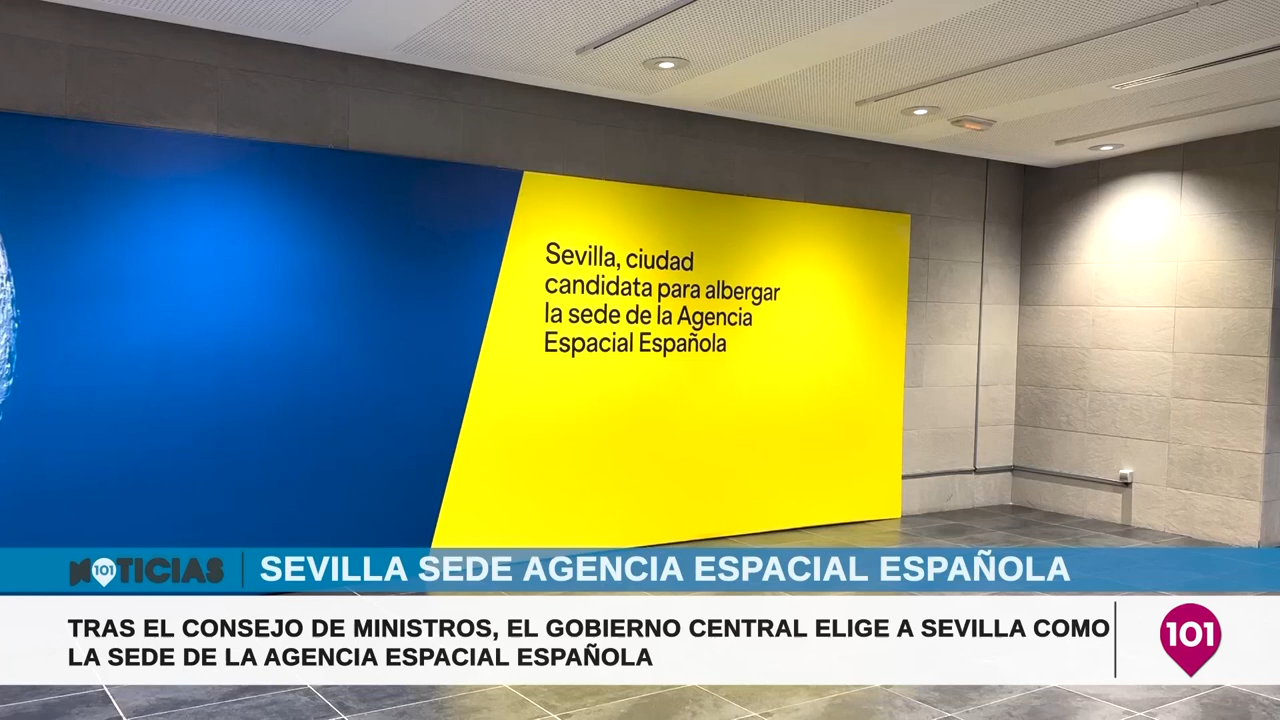 Sevilla, ciudad
candidata para albergar
la sede de la Agencia
Espacial Española
NOTICIAS
101
SEVILLA SEDE AGENCIA ESPACIAL ESPAÑOLA
TRAS EL CONSEJO DE MINISTROS, EL GOBIERNO CENTRAL ELIGE A SEVILLA COMO
LA SEDE DE LA AGENCIA ESPACIAL ESPAÑOLA
101